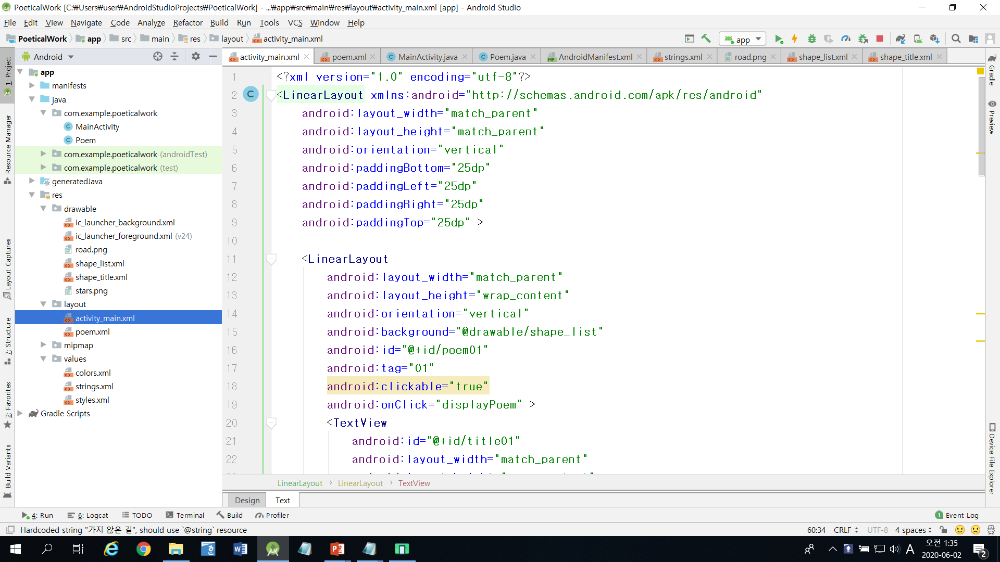 PoeticalWork [C:₩Users₩user₩AndroidStudioProjects₩PoeticalWork] - ...₩app₩src₩main₩res₩layout₩activity_main.xml [app] - Android Studio
File Edit View Navigate Code Analyze Refactor Build Run Tools VCS Window Help
PoeticalWork app src main res layout activity_main.xml
app
Android
activity_main.xml poem.xml MainActivity.java Poem.java AndroidManifest.xml strings.xml road.png shape_list.xml shape_title.xml
1: Project
Resource Manager
Layout Captures
7: Structure
2: Favorites
Build Variants
app
manifests
java
com.example.poeticalwork
MainActivity
Poem
com.example.poeticalwork (androidTest)
com.example.poeticalwork (test)
generatedJava
res
drawable
ic_launcher_background.xml
ic_launcher_foreground.xml (v24)
road.png
shape_list.xml
shape_title.xml
stars.png
layout
activity_main.xml
poem.xml
mipmap
values
colors.xml
strings.xml
styles.xml
Gradle Scripts
1 <?xml version="1.0" encoding="utf-8"?>
2 <LinearLayout xmlns:android="http://schemas.android.com/apk/res/android"
3 android:layout_width="match_parent"
4 android:layout_height="match_parent"
5 android:orientation="vertical"
6 android:paddingBottom="25dp"
7 android:paddingLeft="25dp"
8 android:paddingRight="25dp"
9 android:paddingTop="25dp" >
10
11 <LinearLayout
12 android:layout_width="match_parent"
13 android:layout_height="wrap_content"
14 android:orientation="vertical"
15 android:background="@drawable/shape_list"
16 android:id="@+id/poem01"
17 android:tag="01"
18 android:clickable="true"
19 android:onClick="displayPoem" >
20 <TextView
21 android:id="@+id/title01"
22 android:layout_width="match_parent"
LinearLayout › LinearLayout › TextView
Design Text
Gradle
Preview
Device File Explorer
4: Run 6: Logcat TODO Terminal Build Profiler
1 Event Log
Hardcoded string "가지 않은 길", should use `@string` resource
60:34 CRLF UTF-8 4 spaces
A
오전 1:35
2020-06-02
2